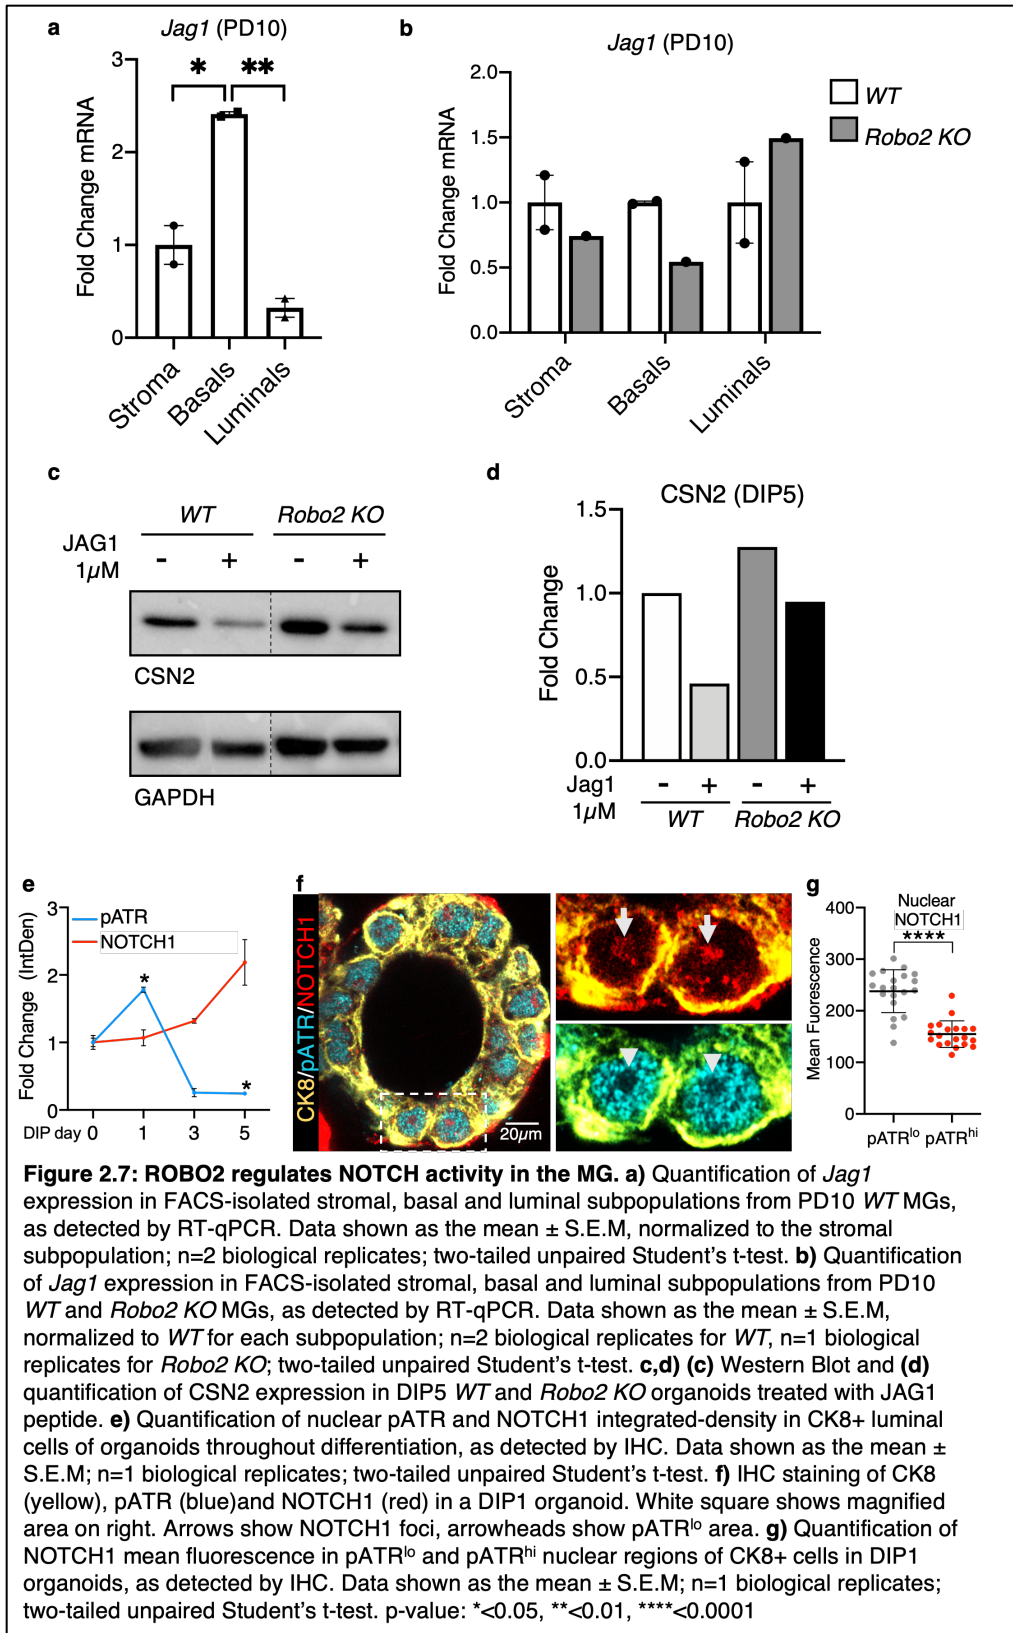 a
Jag1 (PD10)
Fold Change mRNA
3
2
1
0
* **
Stroma
Basals
Luminals
b
Jag1 (PD10)
Fold Change mRNA
2.0
1.5
1.0
0.5
0.0
WT
Robo2 KO
Stroma
Basals
Luminals
c
WT Robo2 KO
JAG1
1µM
- + - +
CSN2
GAPDH
d
CSN2 (DIP5)
Fold Change
1.5
1.0
0.5
0.0
Jag1
1µM
- + - +
WT Robo2 KO
e
Fold Change (IntDen)
3
2
1
0
pATR
NOTCH1
*
*
DIP day 0 1 3 5
f
CK8/pATR/NOTCH1
20µm
g
Nuclear
NOTCH1
****
Mean Fluorescence
400
300
200
100
0
pATRlo pATRhi
Figure 2.7: ROBO2 regulates NOTCH activity in the MG. a) Quantification of Jag1
expression in FACS-isolated stromal, basal and luminal subpopulations from PD10 WT MGs,
as detected by RT-qPCR. Data shown as the mean ± S.E.M, normalized to the stromal
subpopulation; n=2 biological replicates; two-tailed unpaired Student's t-test. b) Quantification
of Jag1 expression in FACS-isolated stromal, basal and luminal subpopulations from PD10
WT and Robo2 KO MGs, as detected by RT-qPCR. Data shown as the mean ± S.E.M,
normalized to WT for each subpopulation; n=2 biological replicates for WT, n=1 biological
replicates for Robo2 KO; two-tailed unpaired Student's t-test. c,d) (c) Western Blot and (d)
quantification of CSN2 expression in DIP5 WT and Robo2 KO organoids treated with JAG1
peptide. e) Quantification of nuclear pATR and NOTCH1 integrated-density in CK8+ luminal
cells of organoids throughout differentiation, as detected by IHC. Data shown as the mean ±
S.E.M; n=1 biological replicates; two-tailed unpaired Student's t-test. f) IHC staining of CK8
(yellow), pATR (blue)and NOTCH1 (red) in a DIP1 organoid. White square shows magnified
area on right. Arrows show NOTCH1 foci, arrowheads show pATRlo area. g) Quantification of
NOTCH1 mean fluorescence in pATRlo and pATRhi nuclear regions of CK8+ cells in DIP1
organoids, as detected by IHC. Data shown as the mean ± S.E.M; n=1 biological replicates;
two-tailed unpaired Student's t-test. p-value: *<0.05, **<0.01, ****<0.0001